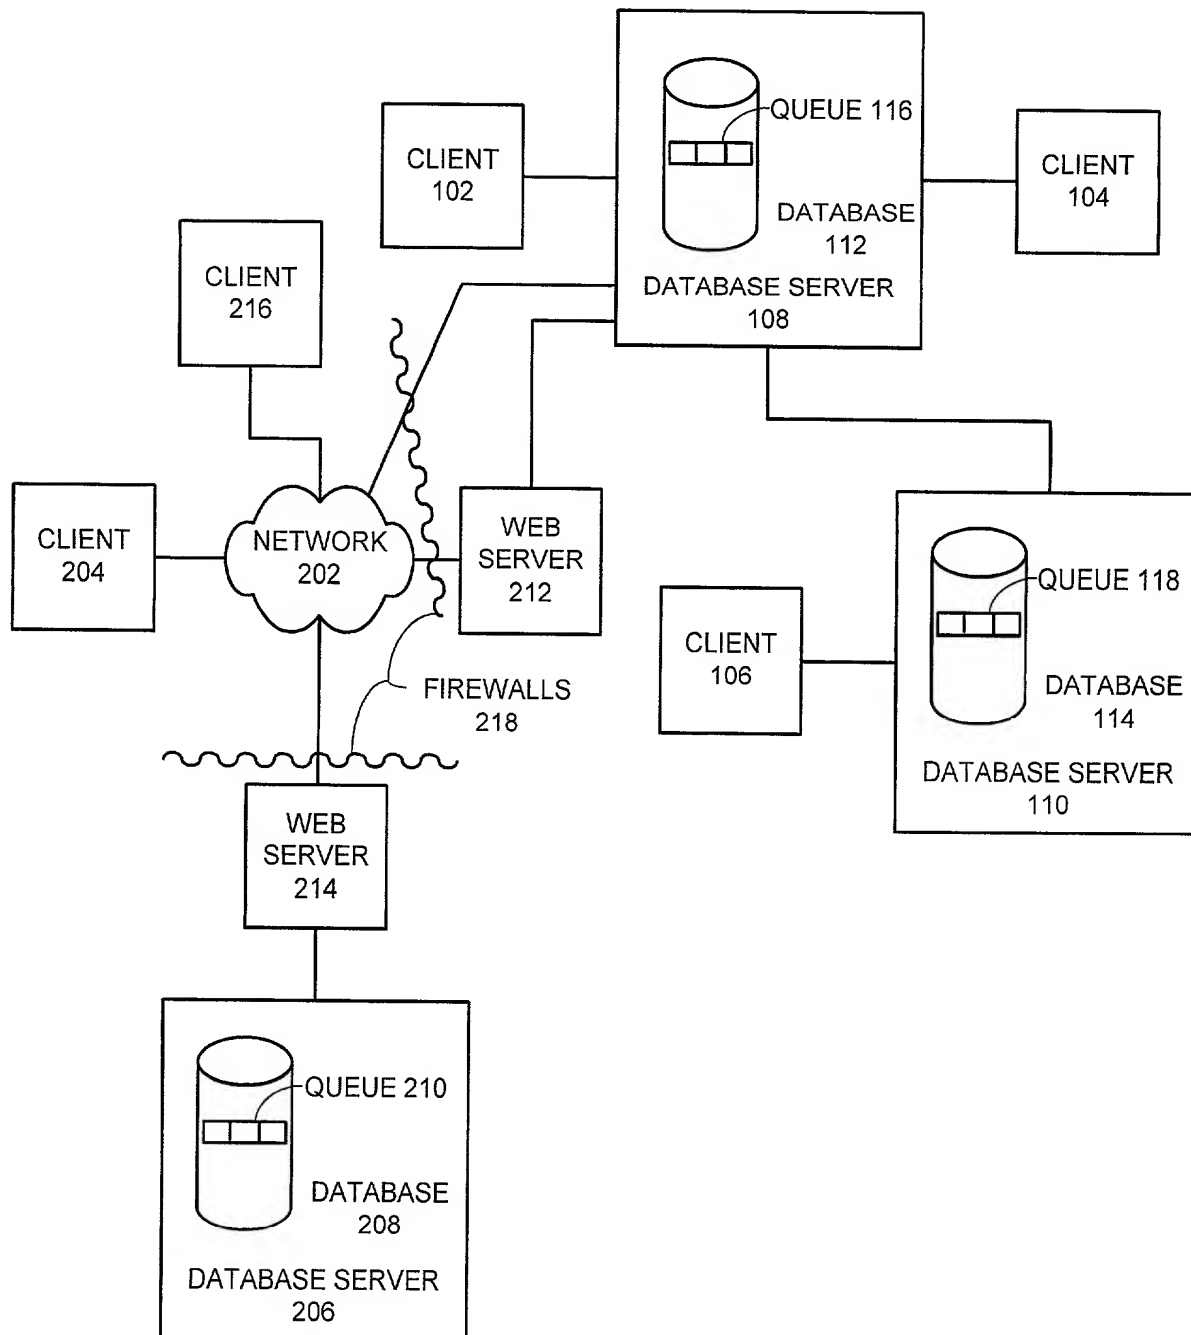 QUEUE 116
CLIENT
102
CLIENT
104
DATABASE
112
DATABASE SERVER
108
CLIENT
216
CLIENT
204
NETWORK
202
WEB
SERVER
212
QUEUE 118
CLIENT
106
DATABASE
114
DATABASE SERVER
110
FIREWALLS
218
WEB
SERVER
214
QUEUE 210
DATABASE
208
DATABASE SERVER
206